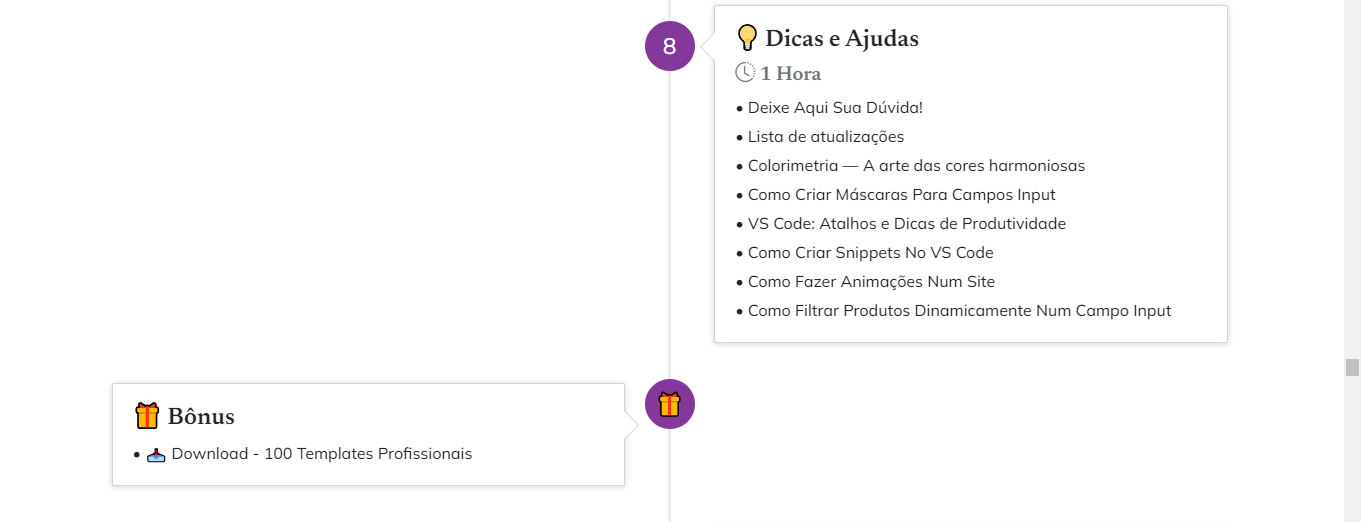 8
Dicas e Ajudas
1 Hora
• Deixe Aqui Sua Dúvida!
• Lista de atualizações
• Colorimetria — A arte das cores harmoniosas
• Como Criar Máscaras Para Campos Input
• VS Code: Atalhos e Dicas de Produtividade
• Como Criar Snippets No VS Code
• Como Fazer Animações Num Site
• Como Filtrar Produtos Dinamicamente Num Campo Input
Bônus
• Download - 100 Templates Profissionais